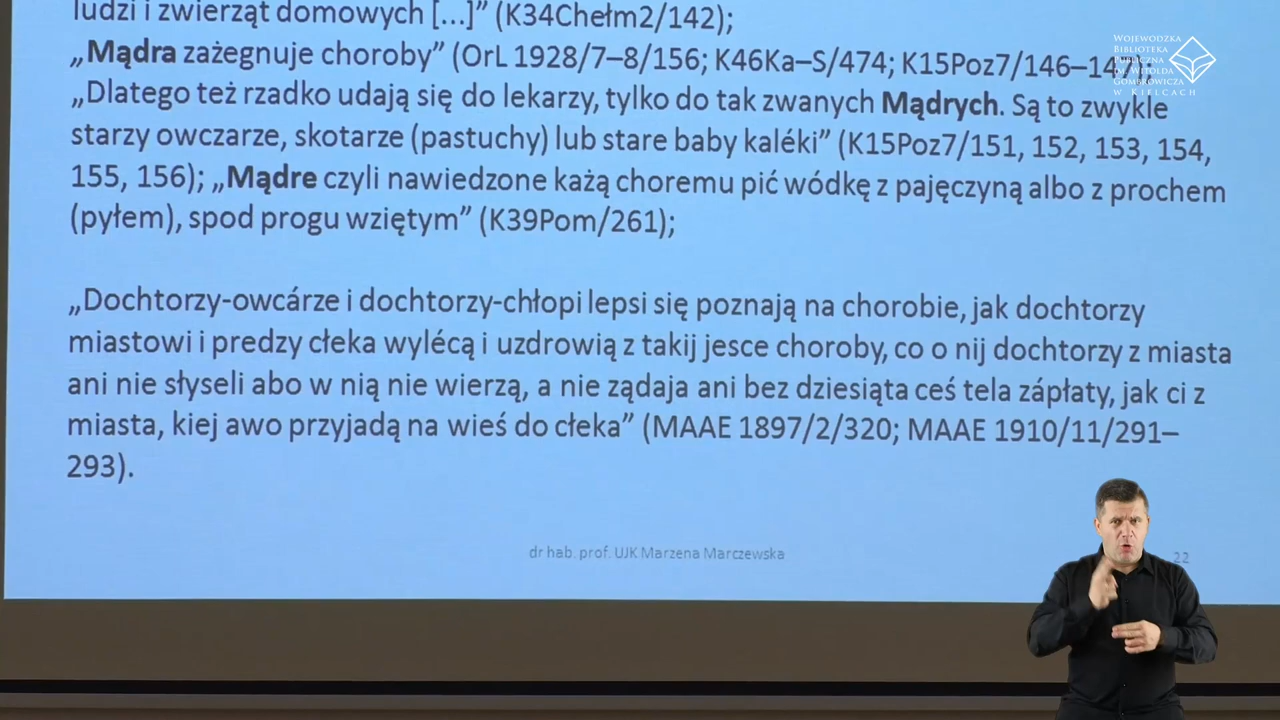 ludzi i zwierząt domowych [...]” (K34Chełm2/142);
„Mądra zażegnuje choroby” (OrL 1928/7–8/156; K46Ka–S/474; K15Poz7/146–14
„Dlatego też rzadko udają się do lekarzy, tylko do tak zwanych Mądrych. Są to zwykle
starzy owczarze, skotarze (pastuchy) lub stare baby kaléki” (K15Poz7/151, 152, 153, 154,
155, 156); „Mądre czyli nawiedzone każą choremu pić wódkę z pajęczyną albo z prochem
(pyłem), spod progu wziętym” (K39Pom/261);
„Dochtorzy-owcárze i dochtorzy-chłopi lepsi się poznają na chorobie, jak dochtorzy
miastowi i predzy cłeka wylécą i uzdrowią z takij jesce choroby, co o nij dochtorzy z miasta
ani nie słyseli abo w nią nie wierzą, a nie ządaja ani bez dziesiąta ceś tela zápłaty, jak ci z
miasta, kiej awo przyjadą na wieś do cłeka” (MAAE 1897/2/320; MAAE 1910/11/291–
293).
dr hab. prof. UJK Marzena Marczewska
22
Wojewódzka
Biblioteka
Publiczna
im. Witolda
Gombrowicza
w Kielcach